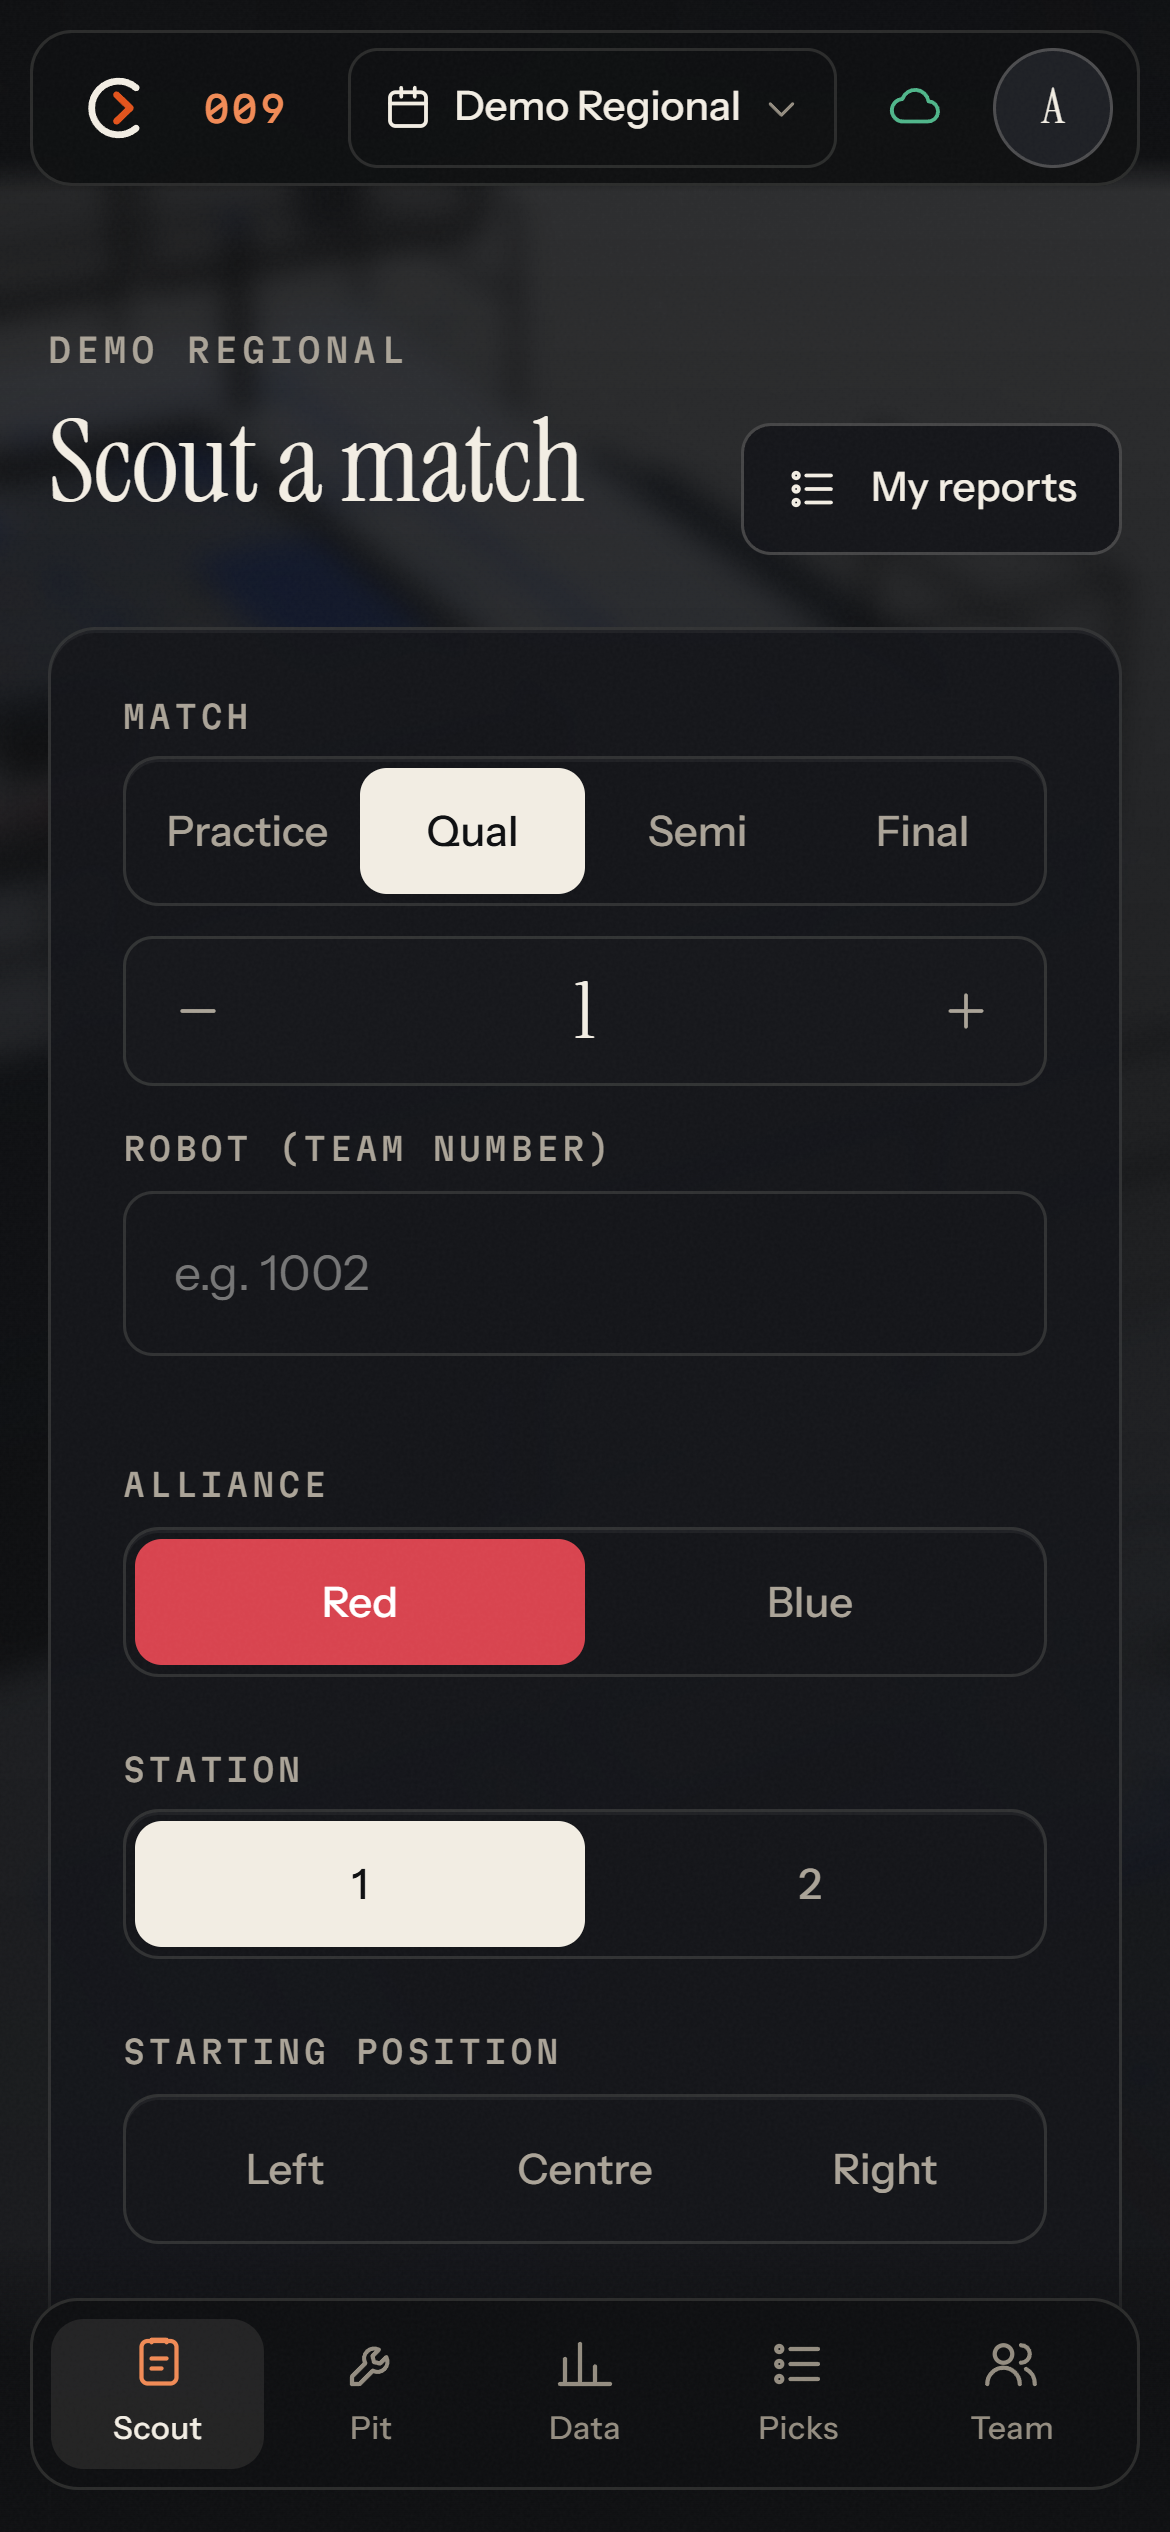 009 Demo Regional A
DEMO REGIONAL
Scout a match
My reports
MATCH
Practice Qual Semi Final
1
ROBOT (TEAM NUMBER)
e.g. 1002
ALLIANCE
Red Blue
STATION
1 2
STARTING POSITION
Left Centre Right
Scout Pit Data Picks Team